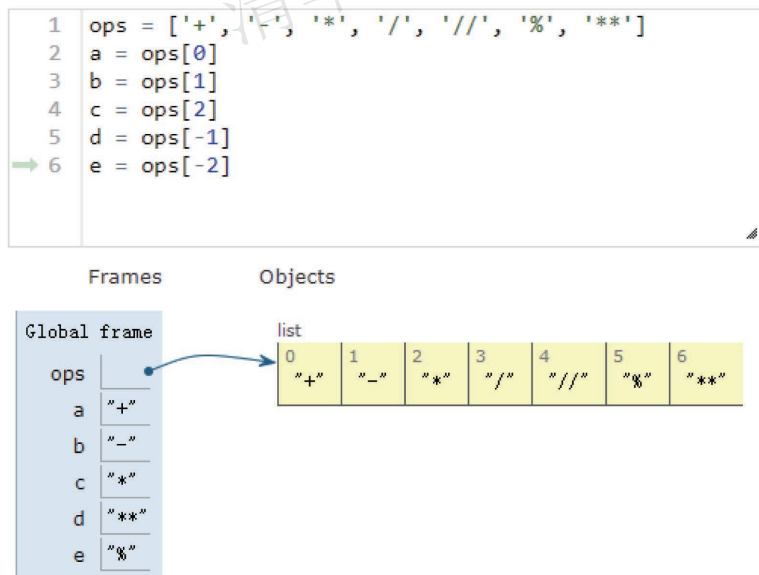 1 ops = ['+', '-', '*', '/', '//', '%', '**']
2 a = ops[0]
3 b = ops[1]
4 c = ops[2]
5 d = ops[-1]
6 e = ops[-2]
Frames Objects
Global frame
list
0 1 2 3 4 5 6
"+" "-" "*" "/" "//" "%" "**"
ops
a "+"
b "-"
c "*"
d "**"
e "%"